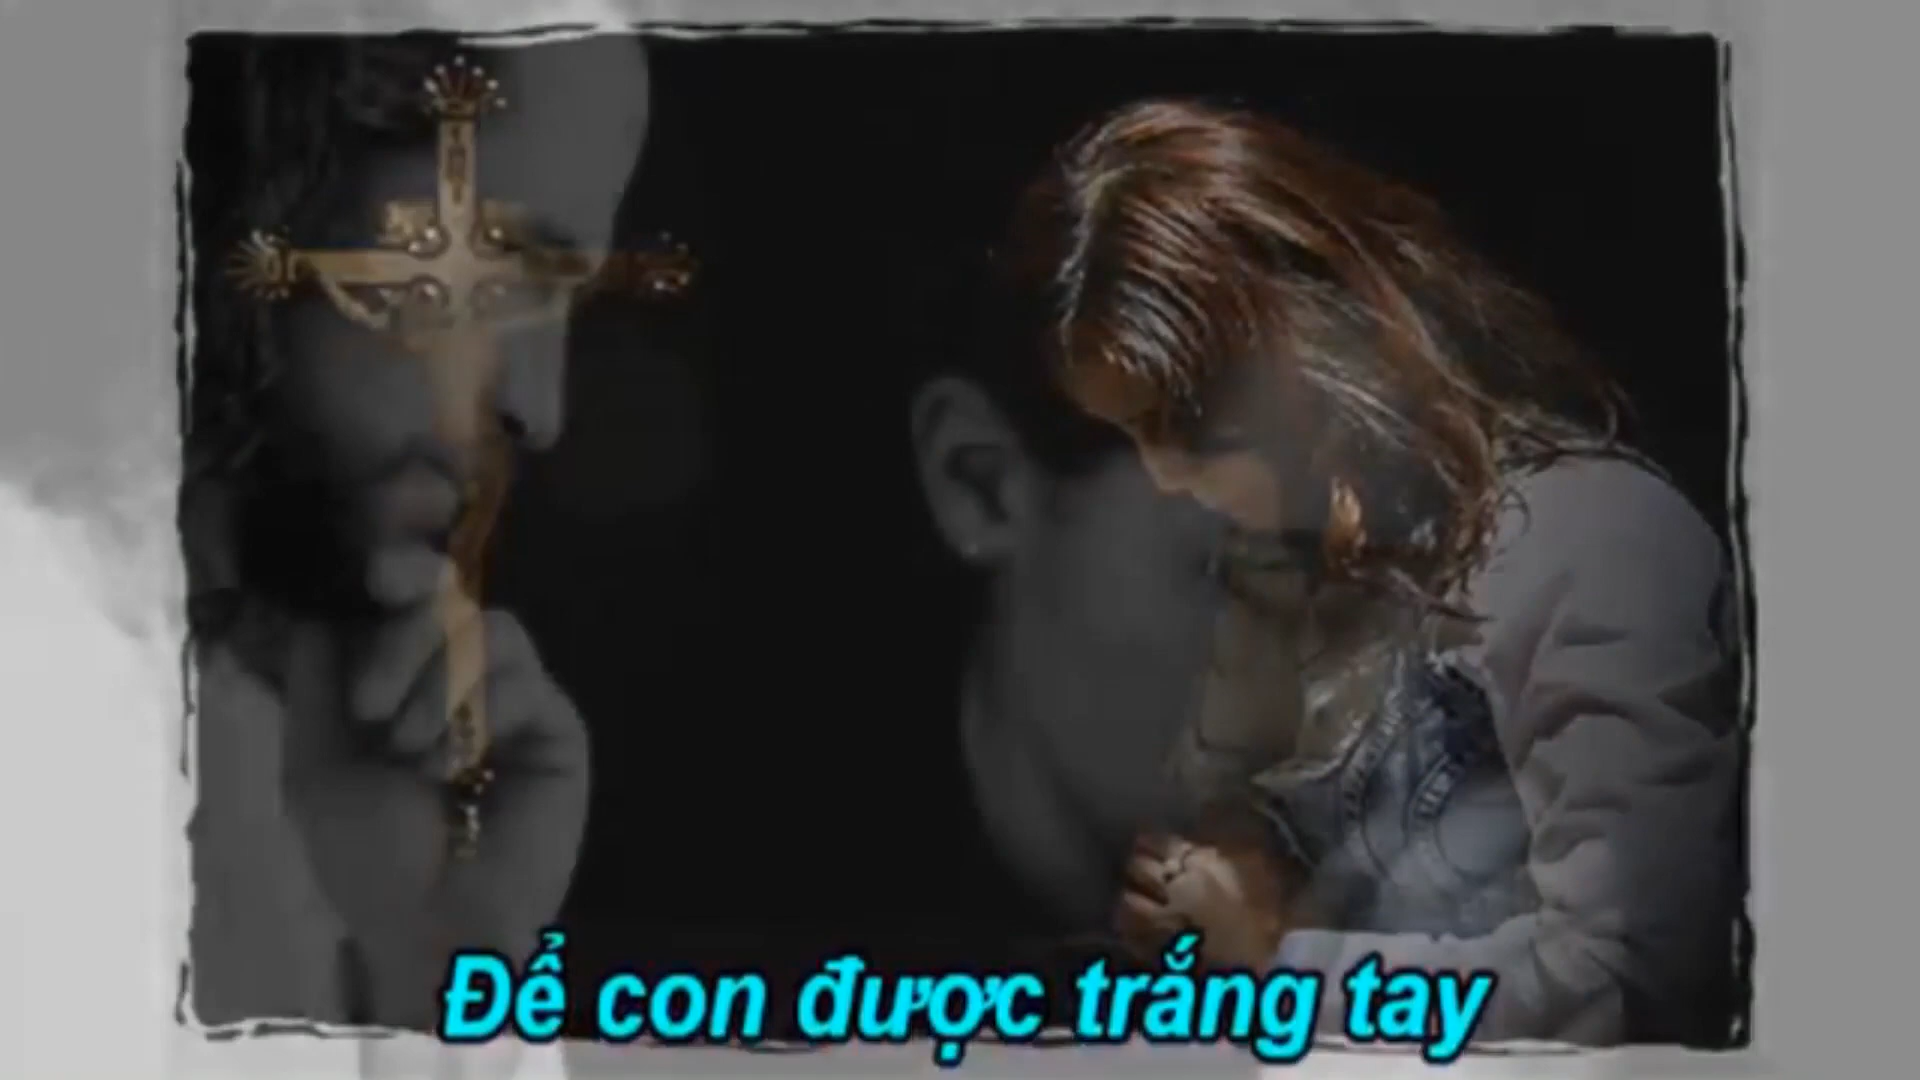 Để con được trắng tay